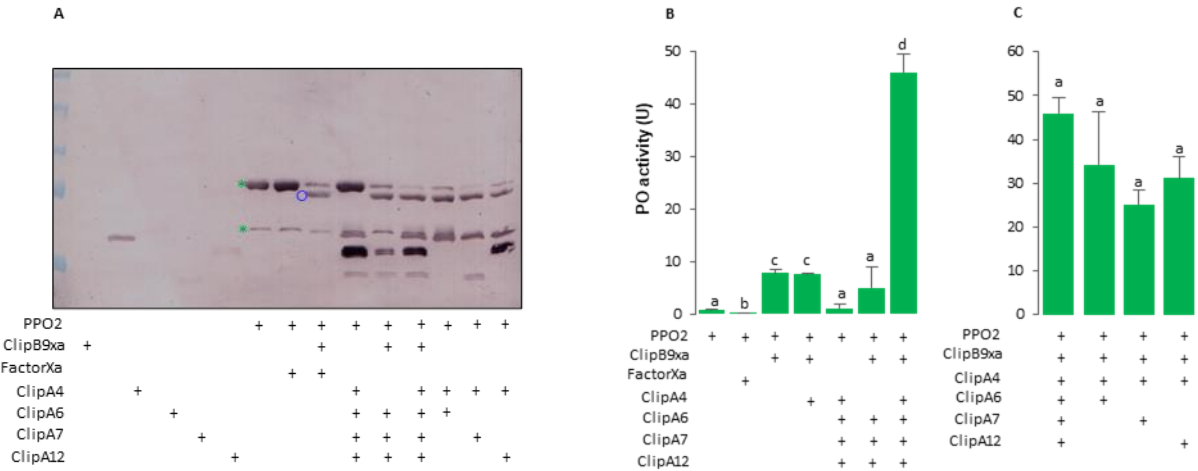 A
PPO2 + + + + + + + + +
ClipB9xa + + + +
FactorXa + +
ClipA4 + + + + + +
ClipA6 + + + + +
ClipA7 + + + + +
ClipA12 + + + + +
B
PO activity (U)
50
40
30
20
10
0
a b c c a a d
PPO2 + + + + + + +
ClipB9xa + + + +
FactorXa +
ClipA4 + + +
ClipA6 + + +
ClipA7 + + +
ClipA12 + + +
C
60
50
40
30
20
10
0
a a a a
PPO2 + + + +
ClipB9xa + + + +
ClipA4 + + + +
ClipA6 + +
ClipA7 + +
ClipA12 + +